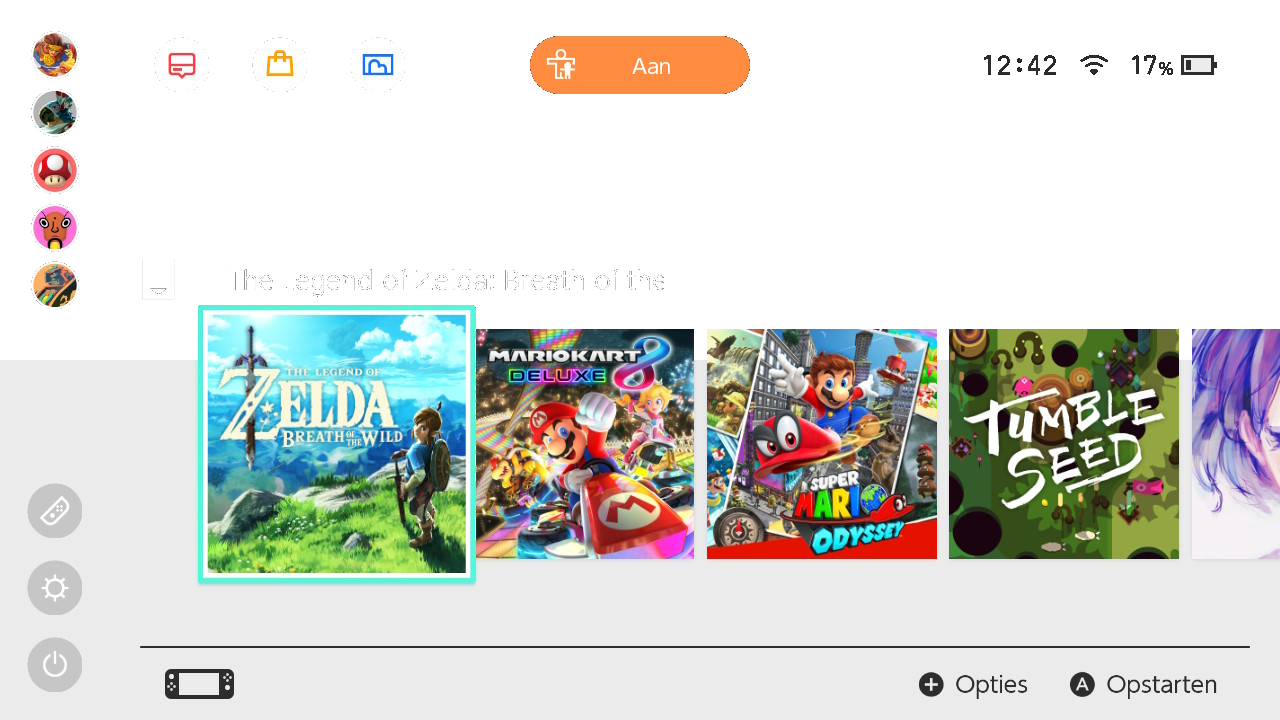 Aan
12:42
17%
The Legend of Zelda: Breath of the
THE LEGEND OF
ZELDA
BREATH OF THE WILD
MARIOKART 8
DELUXE
SUPER
MARIO
ODYSSEY
TUMBLE
SEED
+ Opties
A Opstarten